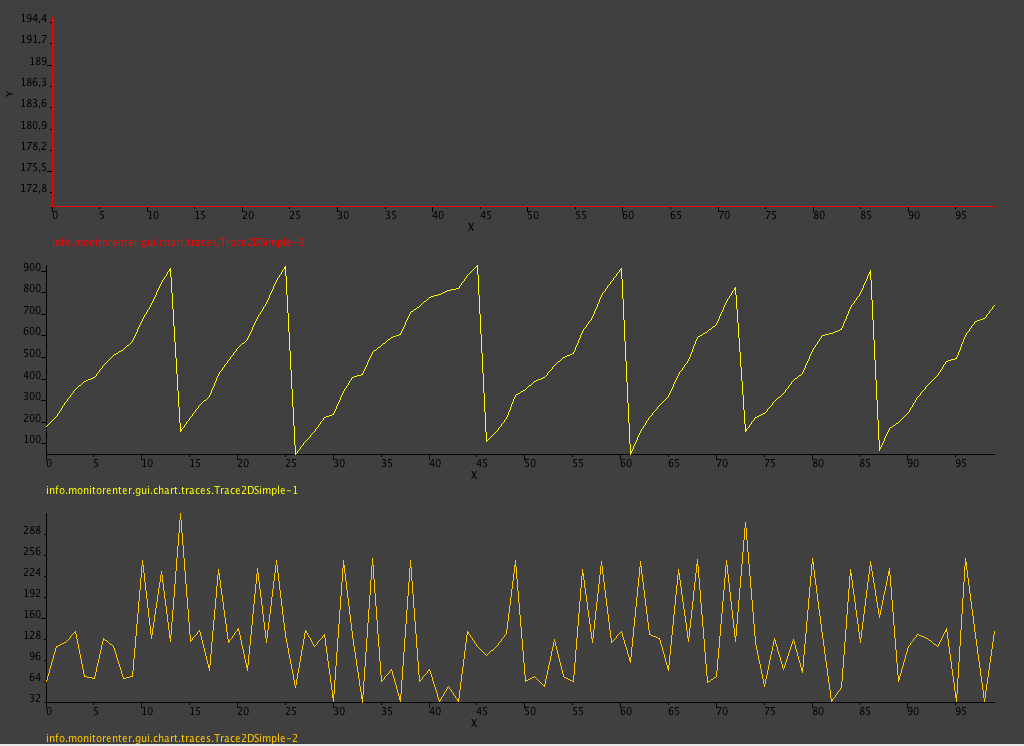 194,4
191,7
189
186,3
Y
183,6
180,9
178,2
175,5
172,8
0 5 10 15 20 25 30 35 40 45 50 55 60 65 70 75 80 85 90 95
X
info.monitorenter.gui.chart.traces.Trace2DSimple-0
900
800
700
600
500
400
300
200
100
0 5 10 15 20 25 30 35 40 45 50 55 60 65 70 75 80 85 90 95
X
info.monitorenter.gui.chart.traces.Trace2DSimple-1
288
256
224
192
160
128
96
64
32
0 5 10 15 20 25 30 35 40 45 50 55 60 65 70 75 80 85 90 95
X
info.monitorenter.gui.chart.traces.Trace2DSimple-2